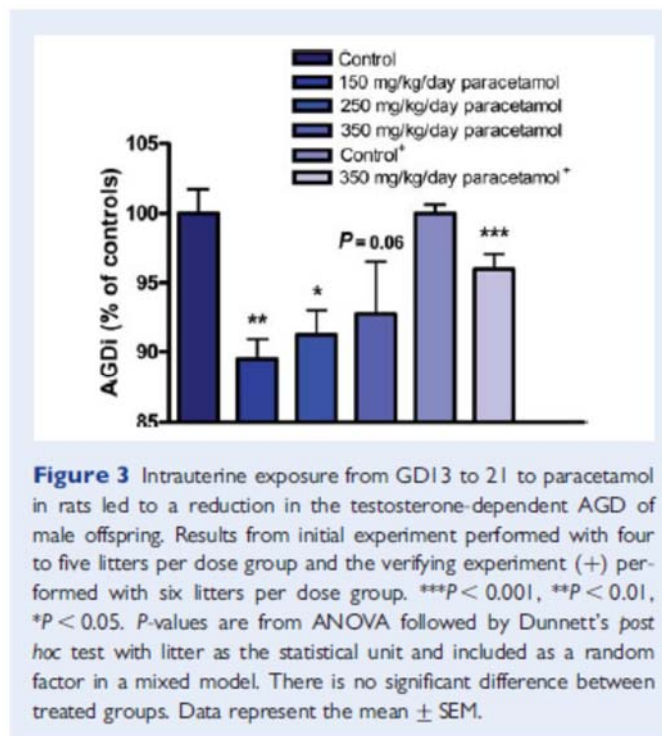 Control
150 mg/kg/day paracetamol
250 mg/kg/day paracetamol
350 mg/kg/day paracetamol
Control+
350 mg/kg/day paracetamol+
AGDi (% of controls)
105
100
95
90
85
**
*
P = 0.06
***
Figure 3 Intrauterine exposure from GD13 to 21 to paracetamol
in rats led to a reduction in the testosterone-dependent AGD of
male offspring. Results from initial experiment performed with four
to five litters per dose group and the verifying experiment (+) per-
formed with six litters per dose group. ***P < 0.001, **P < 0.01,
*P < 0.05. P-values are from ANOVA followed by Dunnett's post
hoc test with litter as the statistical unit and included as a random
factor in a mixed model. There is no significant difference between
treated groups. Data represent the mean ± SEM.